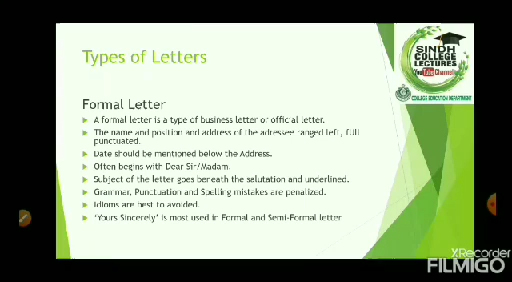 Types of Letters
SINDH
COLLEGE
LECTURES
YouTube Channel
COLLEGE EDUCATION DEPARTMENT
Formal Letter
A formal letter is a type of business letter or official letter.
The name and position and address of the adressee ranged left, full
punctuated.
Date should be mentioned below the Address.
Often begins with Dear Sir/Madam.
Subject of the letter goes beneath the salutation and underlined.
Grammar, Punctuation and Spelling mistakes are penalized.
Idioms are best to avoided.
'Yours Sincerely' is most used in Formal and Semi-Formal letter
XRecorder
FILMIGO